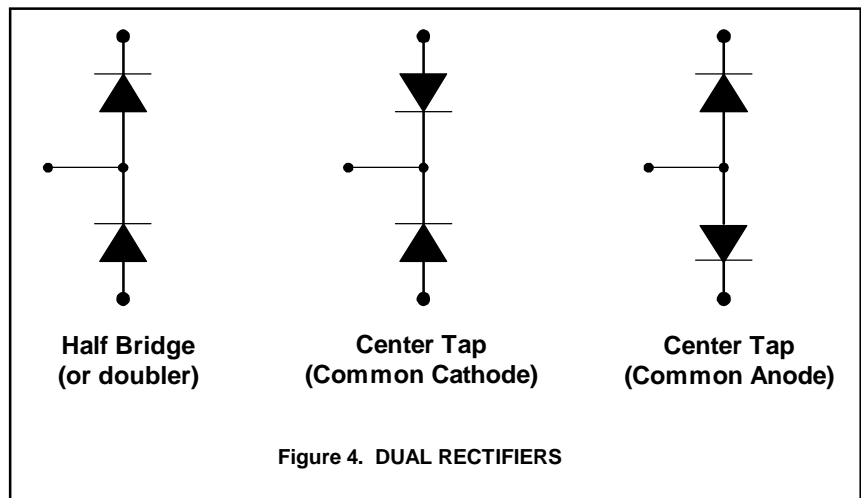 Half Bridge
(or doubler)
Center Tap
(Common Cathode)
Center Tap
(Common Anode)
Figure 4. DUAL RECTIFIERS